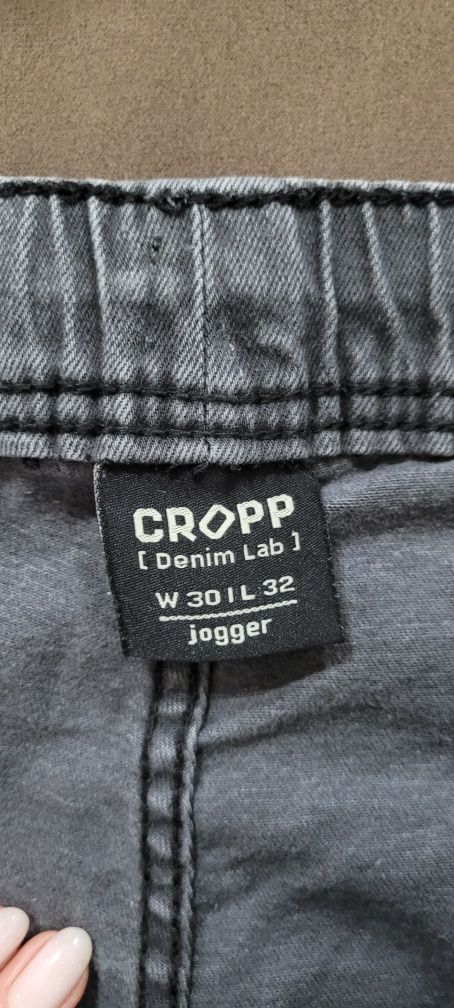 CROPP
[ Denim Lab ]
W 30 / L 32
jogger